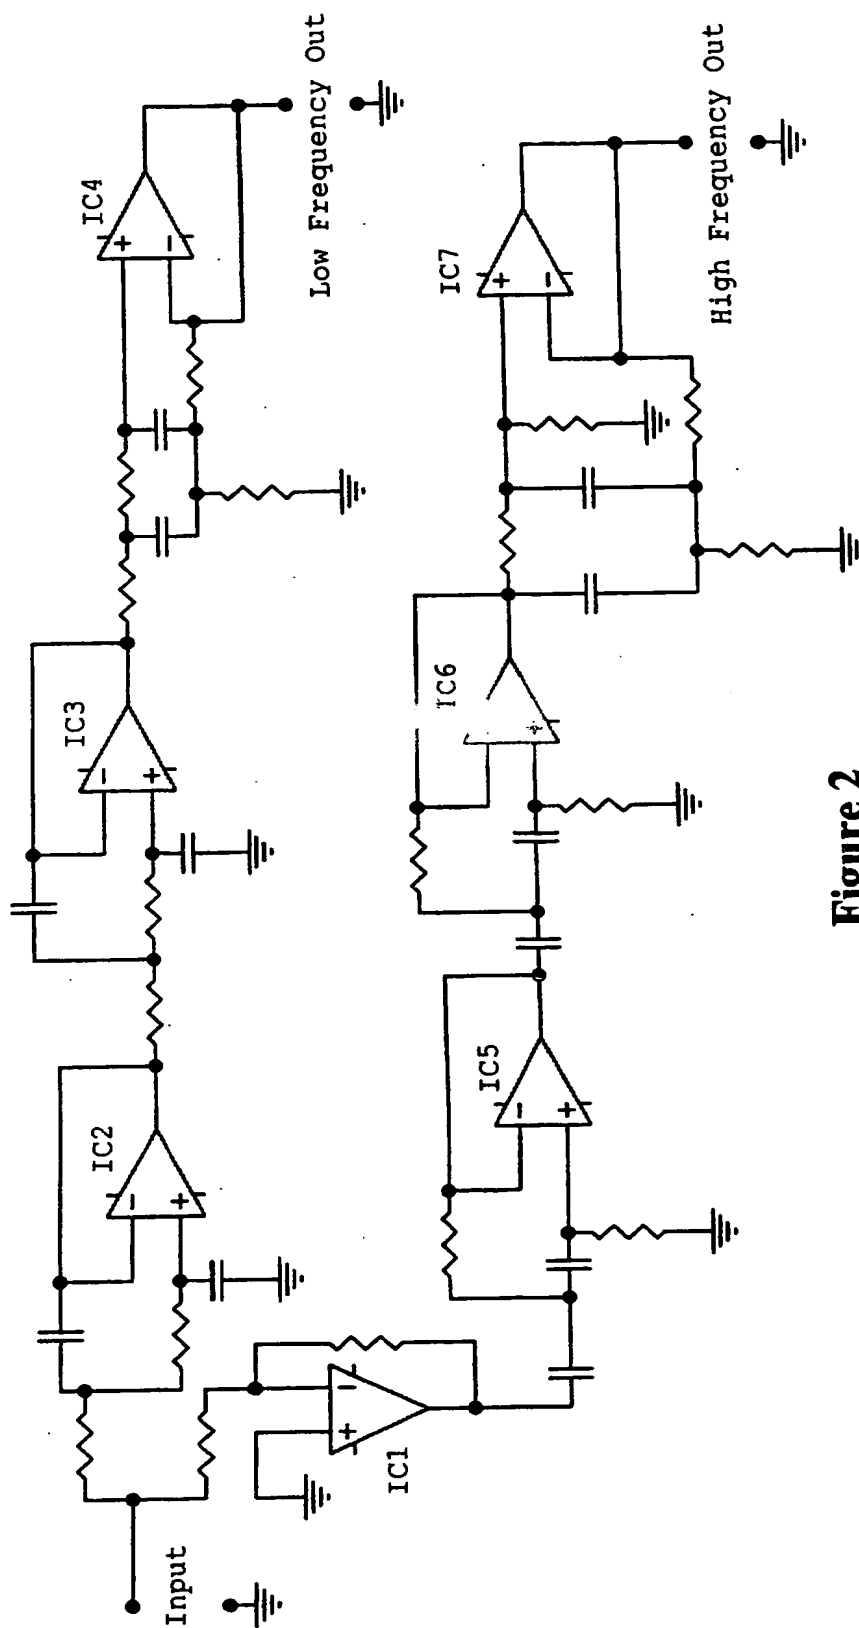 IC4
Low Frequency Out
IC3
IC2
Input
IC1
IC7
High Frequency Out
IC6
IC5
Figure 2